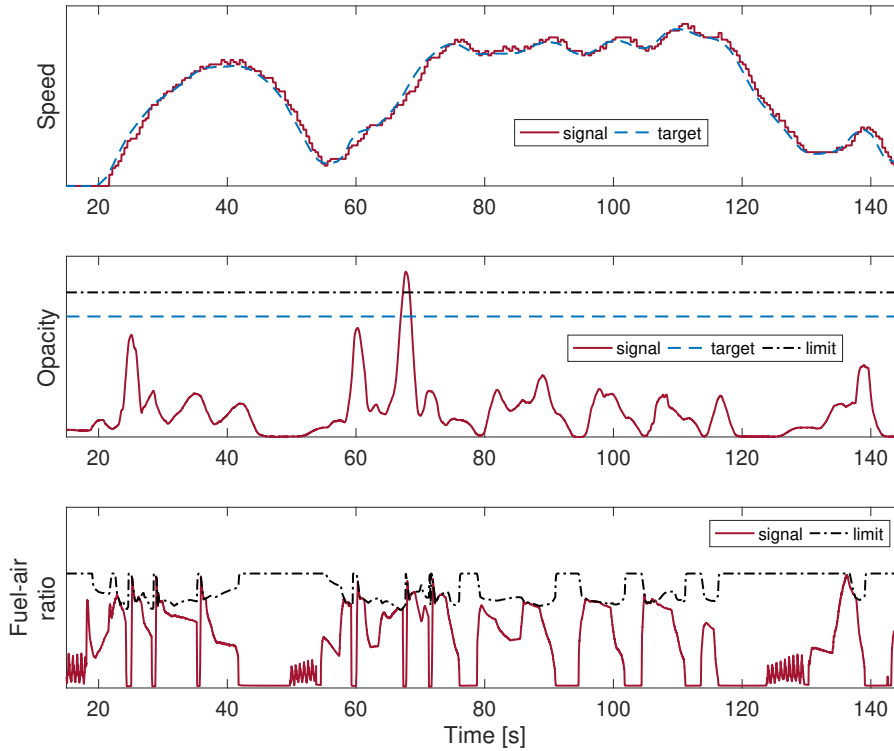 Speed
signal target
20 40 60 80 100 120 140
Opacity
signal target limit
20 40 60 80 100 120 140
Fuel-air
ratio
signal limit
20 40 60 80 100 120 140
Time [s]